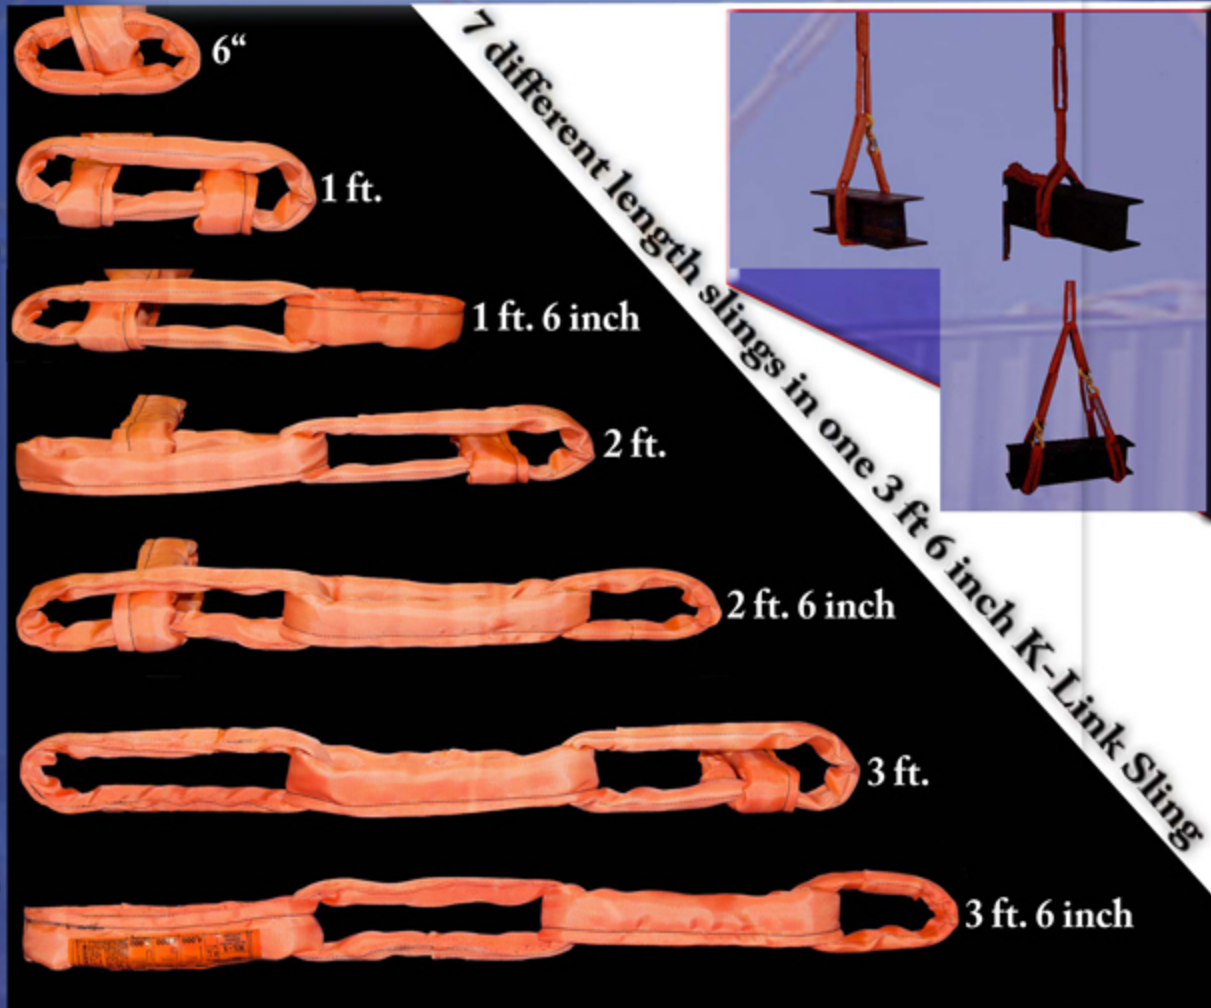 6“
7 different length slings in one 3 ft 6 inch K-Link Sling
1 ft.
1 ft. 6 inch
2 ft.
2 ft. 6 inch
3 ft.
3 ft. 6 inch